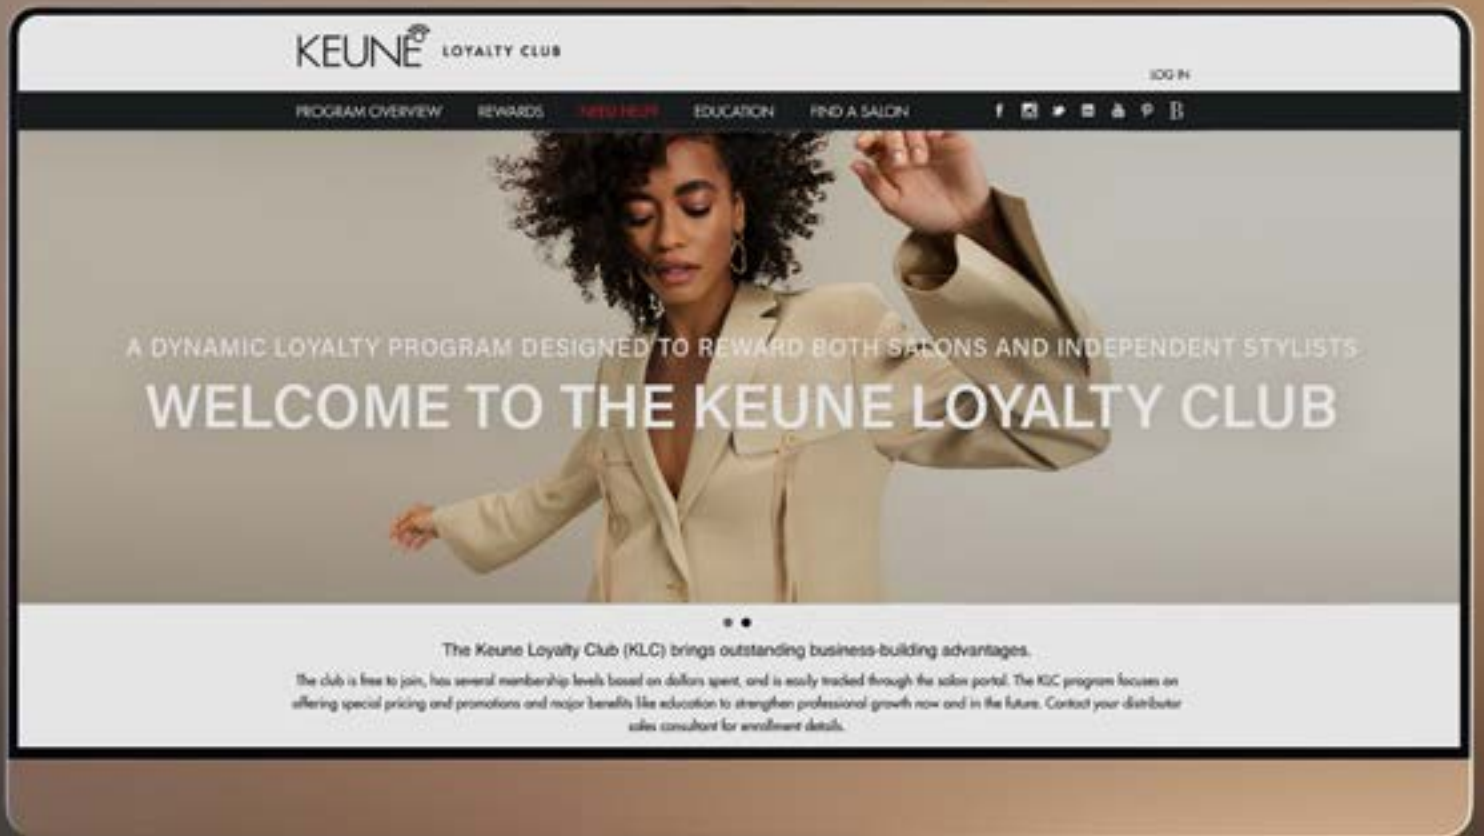 KEUNE LOYALTY CLUB
LOG IN
PROGRAM OVERVIEW REWARDS NEED HELP? EDUCATION FIND A SALON
A DYNAMIC LOYALTY PROGRAM DESIGNED TO REWARD BOTH SALONS AND INDEPENDENT STYLISTS
WELCOME TO THE KEUNE LOYALTY CLUB
The Keune Loyalty Club (KLC) brings outstanding business-building advantages.
The club is free to join, has several membership levels based on dollars spent, and is easily tracked through the salon portal. The KLC program focuses on
offering special pricing and promotions and major benefits like education to strengthen professional growth now and in the future. Contact your distributor
sales consultant for enrollment details.